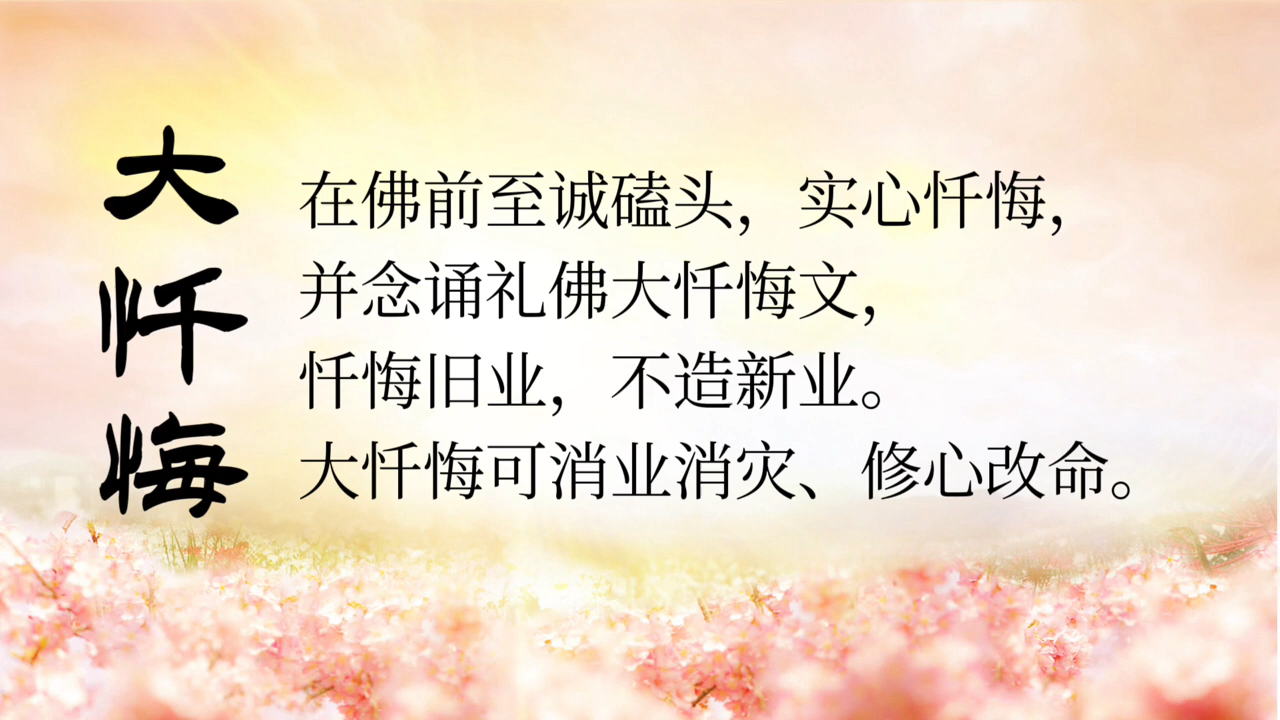 大忏悔
在佛前至诚磕头，实心忏悔，
并念诵礼佛大忏悔文，
忏悔旧业，不造新业。
大忏悔可消业消灾、修心改命。